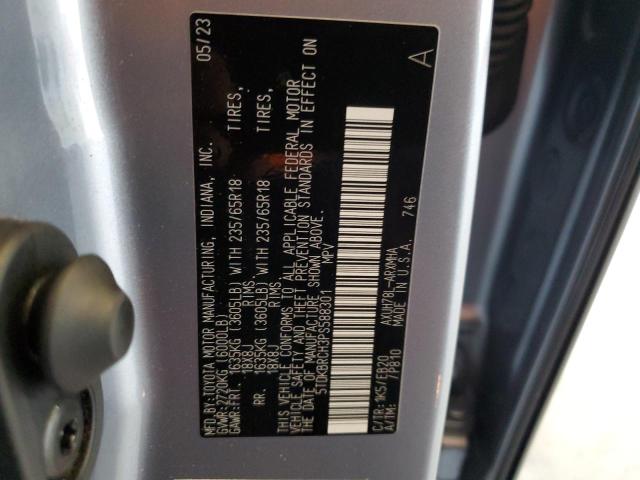 MFD. BY: TOYOTA MOTOR MANUFACTURING, INDIANA, INC. 05/23
GVWR: 2720KG (6000LB)
GAWR: FRT. 1635KG (3605LB) WITH 235/65R18 TIRES,
18X8J RIMS
RR. 1635KG (3605LB) WITH 235/65R18 TIRES,
18X8J RIMS
THIS VEHICLE CONFORMS TO ALL APPLICABLE FEDERAL MOTOR
VEHICLE SAFETY AND THEFT PREVENTION STANDARDS IN EFFECT ON
THE DATE OF MANUFACTURE SHOWN ABOVE.
5TDKBRCH3PS588301 MPV
C/TR: 1K5/EB20 AXUH78L-ARXMHA 746
A/TM: /P810 MADE IN U.S.A.
A